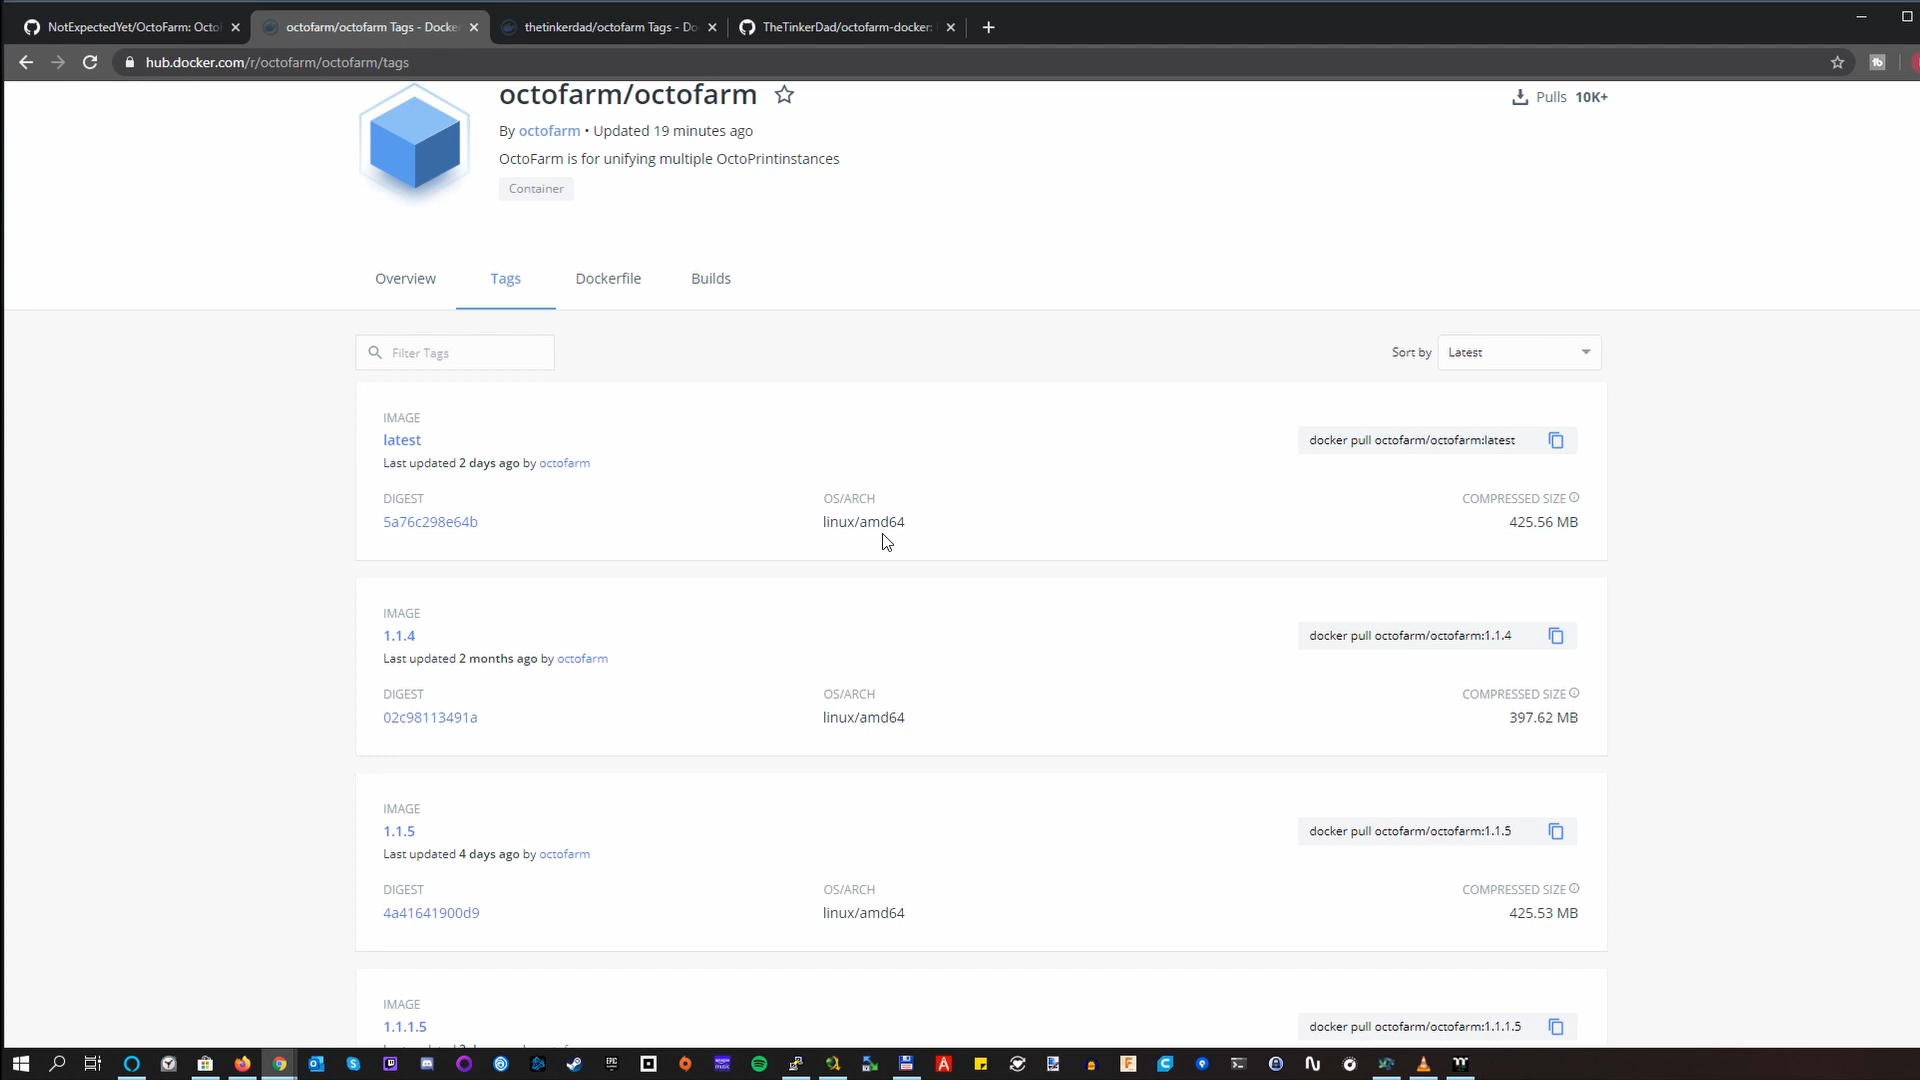 NotExpectedYet/OctoFarm: Octo
octofarm/octofarm Tags - Docke
thetinkerdad/octofarm Tags - Do
TheTinkerDad/octofarm-docker:
hub.docker.com/r/octofarm/octofarm/tags
octofarm/octofarm
Pulls 10K+
By octofarm • Updated 19 minutes ago
OctoFarm is for unifying multiple OctoPrintinstances
Container
Overview
Tags
Dockerfile
Builds
Filter Tags
Sort by
Latest
IMAGE
latest
docker pull octofarm/octofarm:latest
Last updated 2 days ago by octofarm
DIGEST
OS/ARCH
COMPRESSED SIZE
5a76c298e64b
linux/amd64
425.56 MB
IMAGE
1.1.4
docker pull octofarm/octofarm:1.1.4
Last updated 2 months ago by octofarm
DIGEST
OS/ARCH
COMPRESSED SIZE
02c98113491a
linux/amd64
397.62 MB
IMAGE
1.1.5
docker pull octofarm/octofarm:1.1.5
Last updated 4 days ago by octofarm
DIGEST
OS/ARCH
COMPRESSED SIZE
4a41641900d9
linux/amd64
425.53 MB
IMAGE
1.1.1.5
docker pull octofarm/octofarm:1.1.1.5